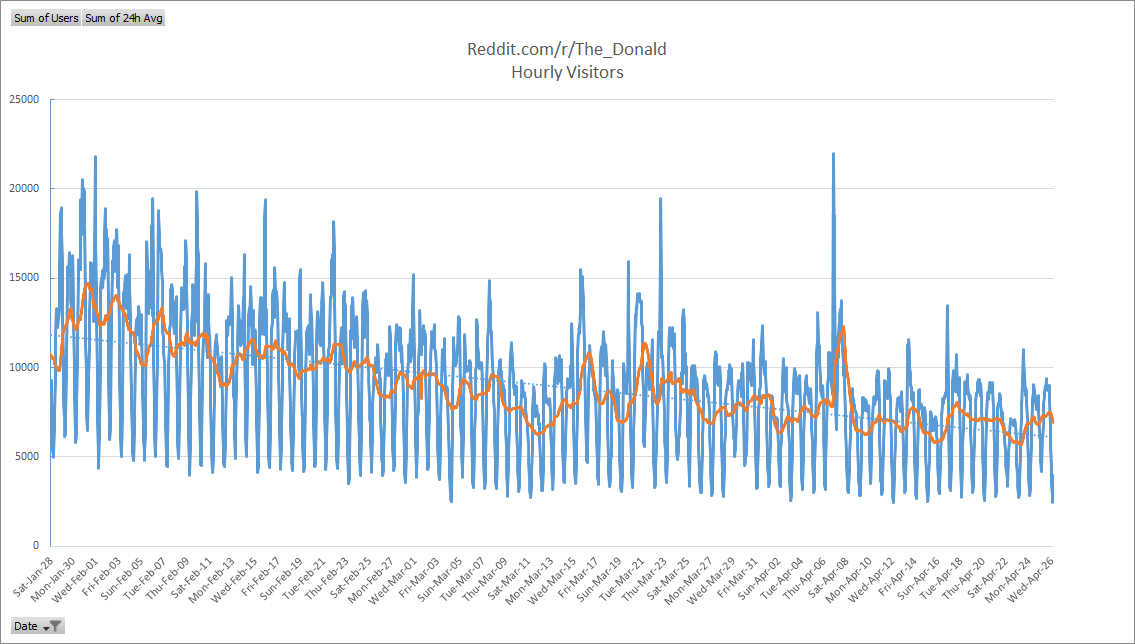 Sum of Users Sum of 24h Avg
Reddit.com/r/The_Donald
Hourly Visitors
25000
20000
15000
10000
5000
0
Sat-Jan-28
Mon-Jan-30
Wed-Feb-01
Fri-Feb-03
Sun-Feb-05
Tue-Feb-07
Thu-Feb-09
Sat-Feb-11
Mon-Feb-13
Wed-Feb-15
Fri-Feb-17
Sun-Feb-19
Tue-Feb-21
Thu-Feb-23
Sat-Feb-25
Mon-Feb-27
Wed-Mar-01
Fri-Mar-03
Sun-Mar-05
Tue-Mar-07
Thu-Mar-09
Sat-Mar-11
Mon-Mar-13
Wed-Mar-15
Fri-Mar-17
Sun-Mar-19
Tue-Mar-21
Thu-Mar-23
Sat-Mar-25
Mon-Mar-27
Wed-Mar-29
Fri-Mar-31
Sun-Apr-02
Tue-Apr-04
Thu-Apr-06
Sat-Apr-08
Mon-Apr-10
Wed-Apr-12
Fri-Apr-14
Sun-Apr-16
Tue-Apr-18
Thu-Apr-20
Sat-Apr-22
Mon-Apr-24
Wed-Apr-26
Date